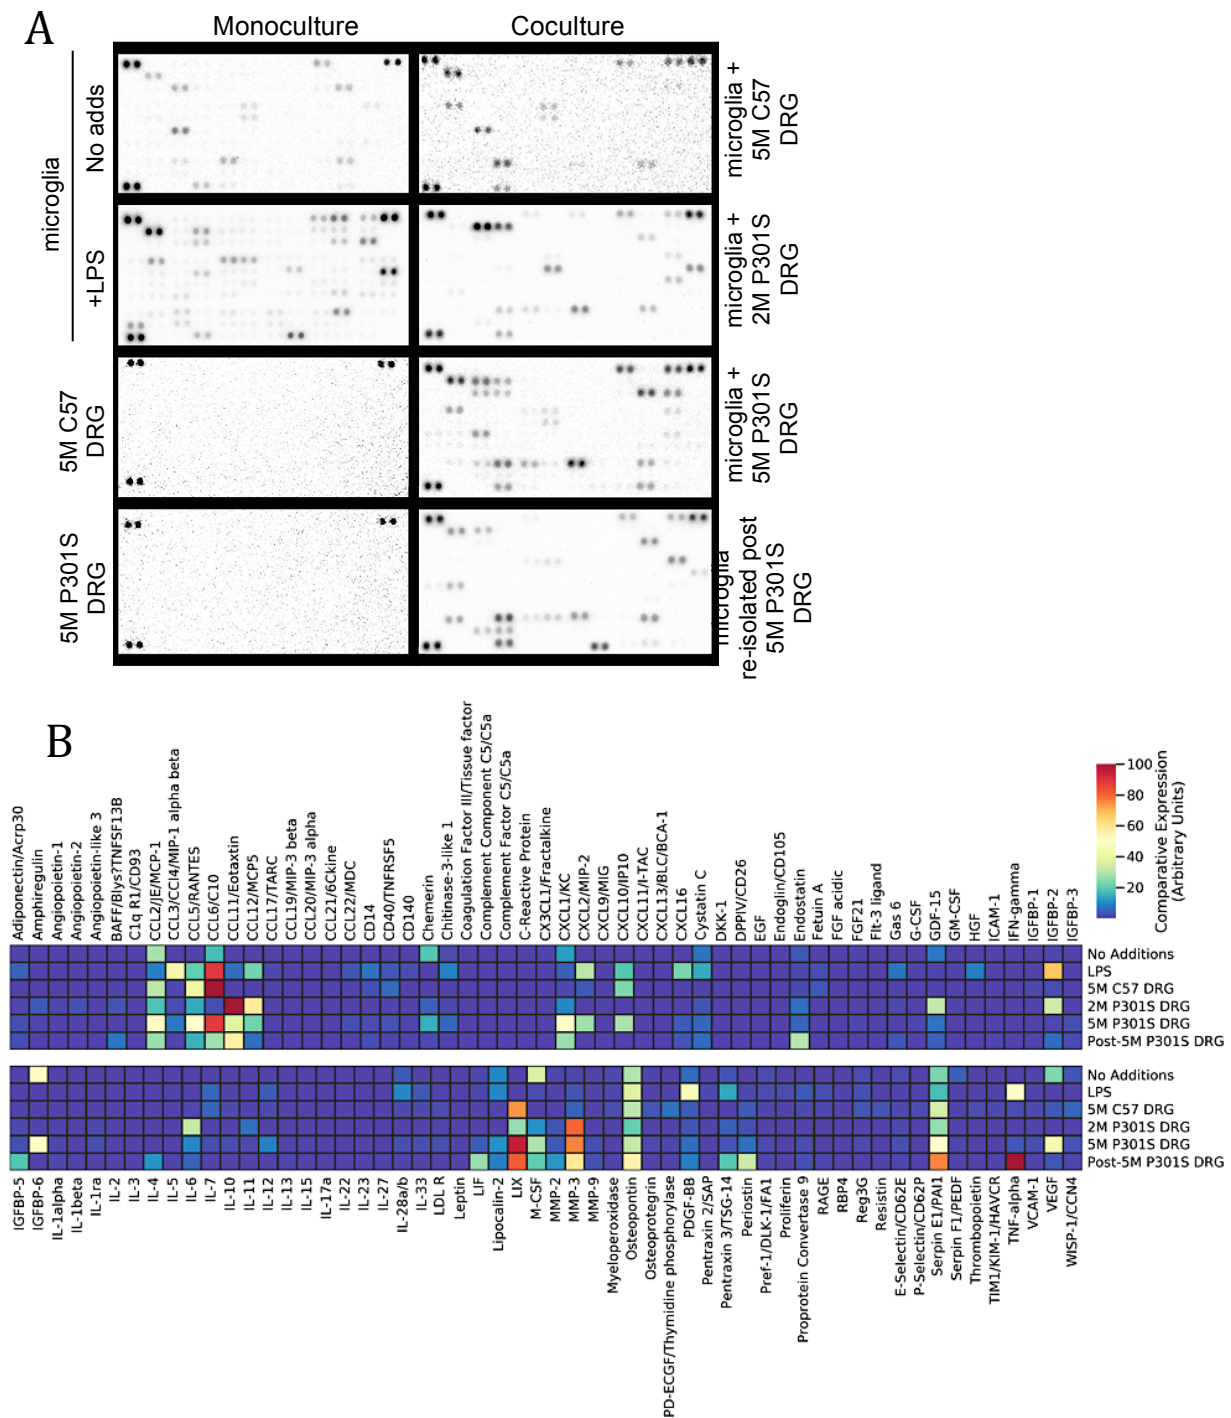 A
Monoculture
Coculture
microglia
No adds
+LPS
5M C57
DRG
5M P301S
DRG
microglia +
5M C57
DRG
microglia +
2M P301S
DRG
microglia +
5M P301S
DRG
microglia
re-isolated post
5M P301S
DRG
B
Adiponectin/Acrp30
Amphiregulin
Angiopoietin-1
Angiopoietin-2
Angiopoietin-like 3
BAFF/Blys?TNFSF13B
C1q R1/CD93
CCL2/JE/MCP-1
CCL3/CCl4/MIP-1 alpha beta
CCL5/RANTES
CCL6/C10
CCL11/Eotaxtin
CCL12/MCP5
CCL17/TARC
CCL19/MIP-3 beta
CCL20/MIP-3 alpha
CCL21/6Ckine
CCL22/MDC
CD14
CD40/TNFRSF5
CD140
Chemerin
Chitinase-3-like 1
Coagulation Factor III/Tissue factor
Complement Component C5/C5a
Complement Factor C5/C5a
C-Reactive Protein
CX3CL1/Fractalkine
CXCL1/KC
CXCL2/MIP-2
CXCL9/MIG
CXCL10/IP10
CXCL11/I-TAC
CXCL13/BLC/BCA-1
CXCL16
Cystatin C
DKK-1
DPPIV/CD26
EGF
Endoglin/CD105
Endostatin
Fetuin A
FGF acidic
FGF21
Flt-3 ligand
Gas 6
G-CSF
GDF-15
GM-CSF
HGF
ICAM-1
IFN-gamma
IGFBP-1
IGFBP-2
IGFBP-3
100
80
60
40
20
Comparative Expression
(Arbitrary Units)
No Additions
LPS
5M C57 DRG
2M P301S DRG
5M P301S DRG
Post-5M P301S DRG
No Additions
LPS
5M C57 DRG
2M P301S DRG
5M P301S DRG
Post-5M P301S DRG
IGFBP-5
IGFBP-6
IL-1alpha
IL-1beta
IL-1ra
IL-2
IL-3
IL-4
IL-5
IL-6
IL-7
IL-10
IL-11
IL-12
IL-13
IL-15
IL-17a
IL-22
IL-23
IL-27
IL-28a/b
IL-33
LDL R
Leptin
LIF
Lipocalin-2
LIX
M-CSF
MMP-2
MMP-3
MMP-9
Myeloperoxidase
Osteopontin
Osteoprotegrin
PD-ECGF/Thymidine phosphorylase
PDGF-BB
Pentraxin 2/SAP
Pentraxin 3/TSG-14
Periostin
Pref-1/DLK-1/FA1
Proliferin
Proprotein Convertase 9
RAGE
RBP4
Reg3G
Resistin
E-Selectin/CD62E
P-Selectin/CD62P
Serpin E1/PAI1
Serpin F1/PEDF
Thrombopoietin
TIM1/KIM-1/HAVCR
TNF-alpha
VCAM-1
VEGF
WISP-1/CCN4